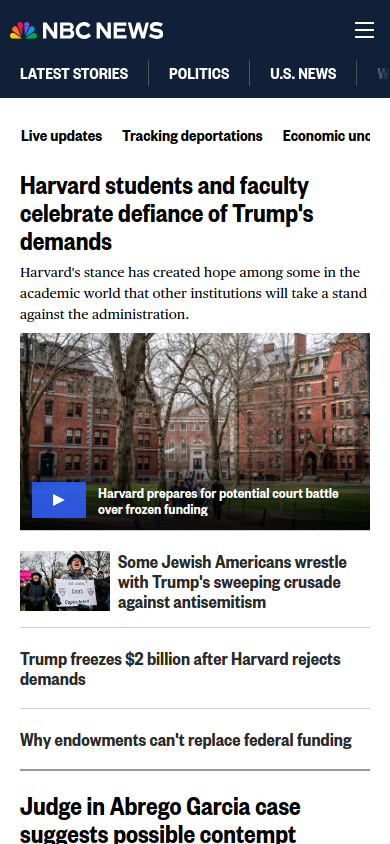 NBC NEWS
LATEST STORIES POLITICS U.S. NEWS
Live updates Tracking deportations Economic unc
Harvard students and faculty
celebrate defiance of Trump's
demands
Harvard's stance has created hope among some in the
academic world that other institutions will take a stand
against the administration.
Harvard prepares for potential court battle
over frozen funding
Some Jewish Americans wrestle
with Trump's sweeping crusade
against antisemitism
Trump freezes $2 billion after Harvard rejects
demands
Why endowments can't replace federal funding
Judge in Abrego Garcia case
suggests possible contempt